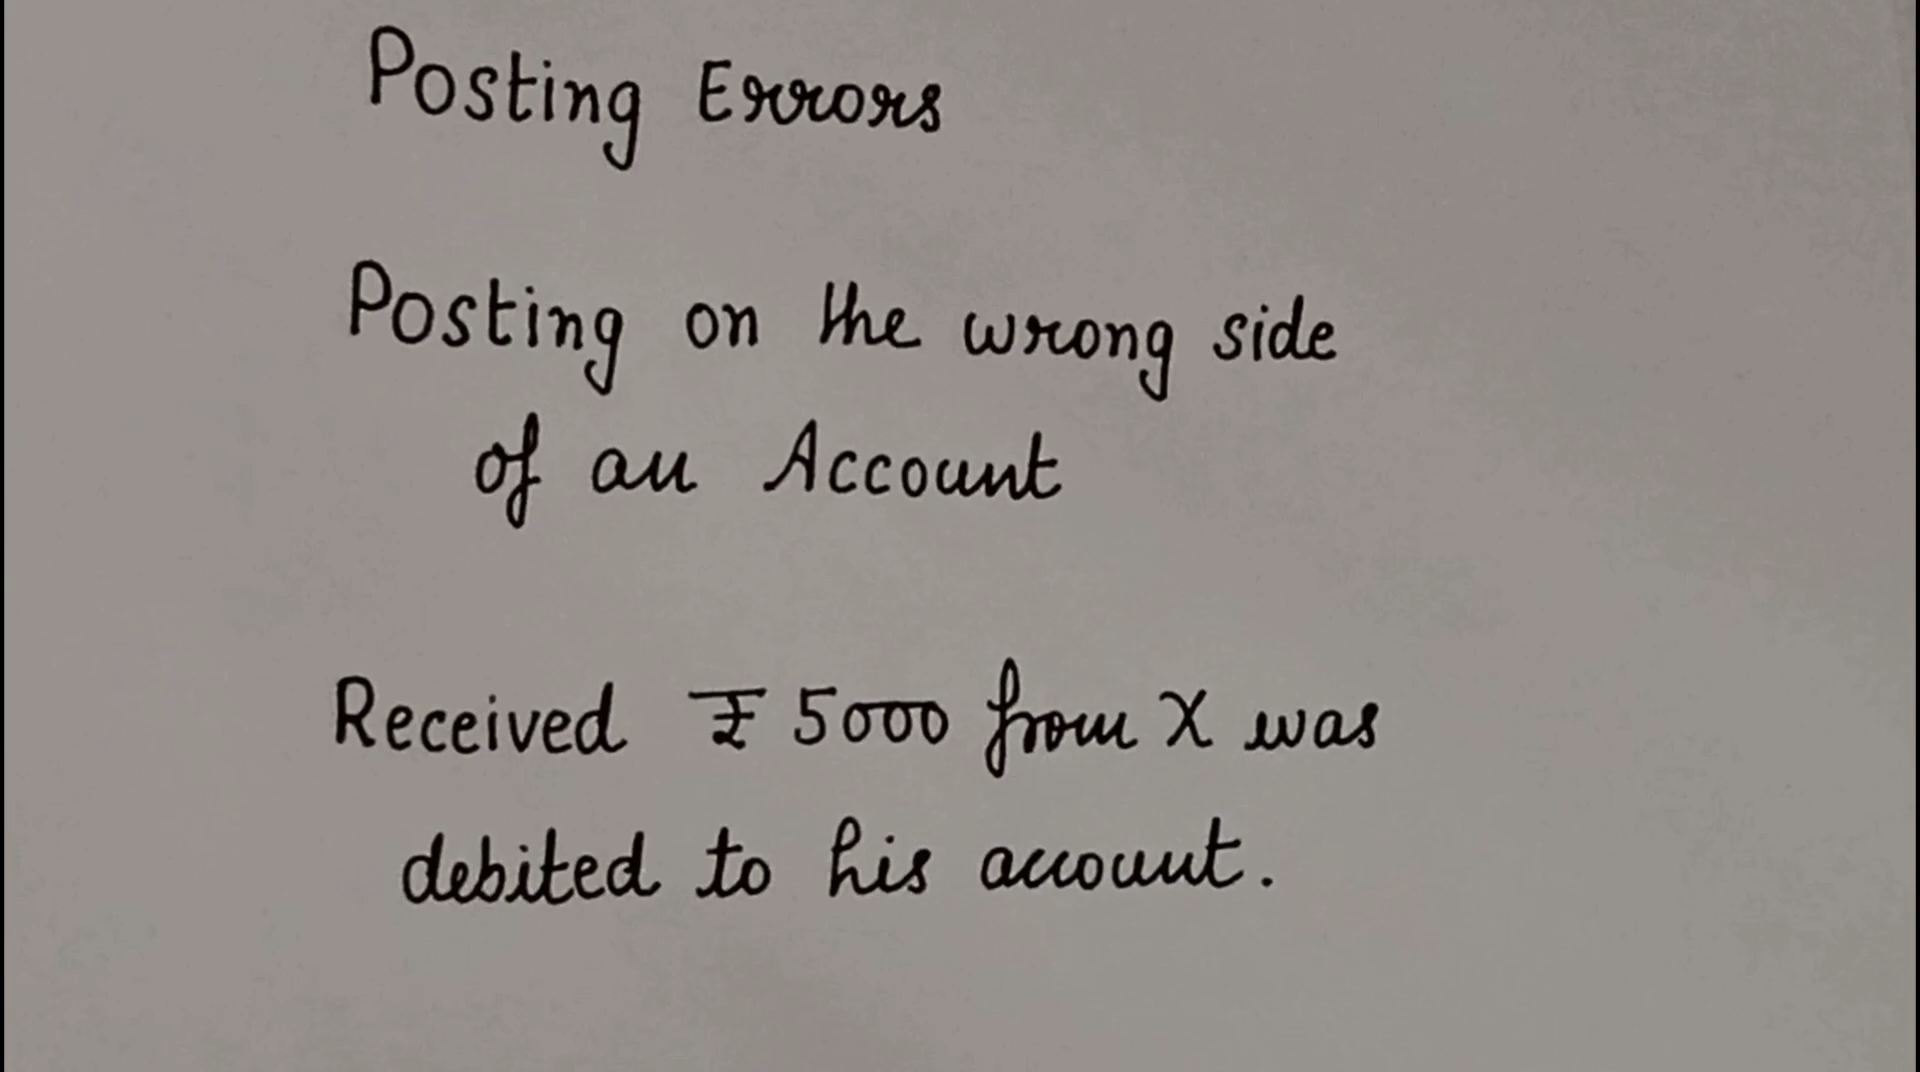 Posting Errors
Posting on the wrong side
of an Account
Received ₹ 5000 from X was
debited to his account.